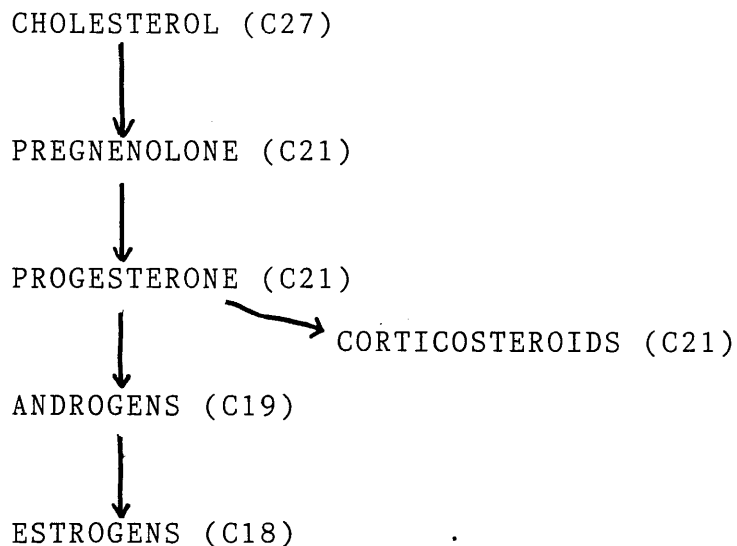 CHOLESTEROL (C27)
PREGNENOLONE (C21)
PROGESTERONE (C21)
CORTICOSTEROIDS (C21)
ANDROGENS (C19)
ESTROGENS (C18)